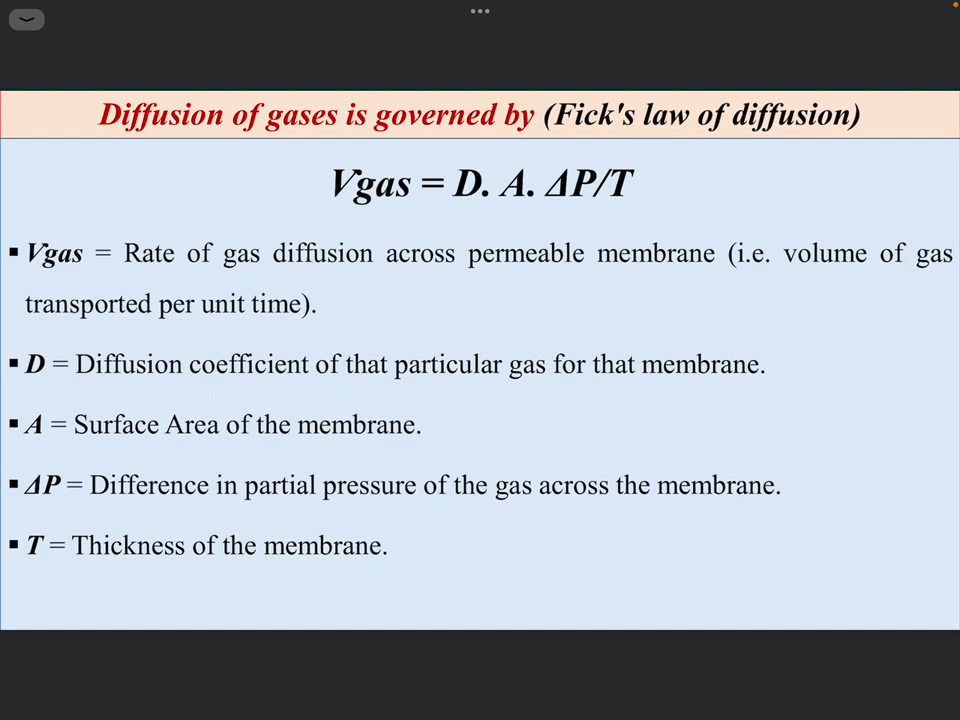 Diffusion of gases is governed by (Fick's law of diffusion)
Vgas = D. A. ΔP/T
▪ Vgas = Rate of gas diffusion across permeable membrane (i.e. volume of gas
transported per unit time).
▪ D = Diffusion coefficient of that particular gas for that membrane.
▪ A = Surface Area of the membrane.
▪ ΔP = Difference in partial pressure of the gas across the membrane.
▪ T = Thickness of the membrane.